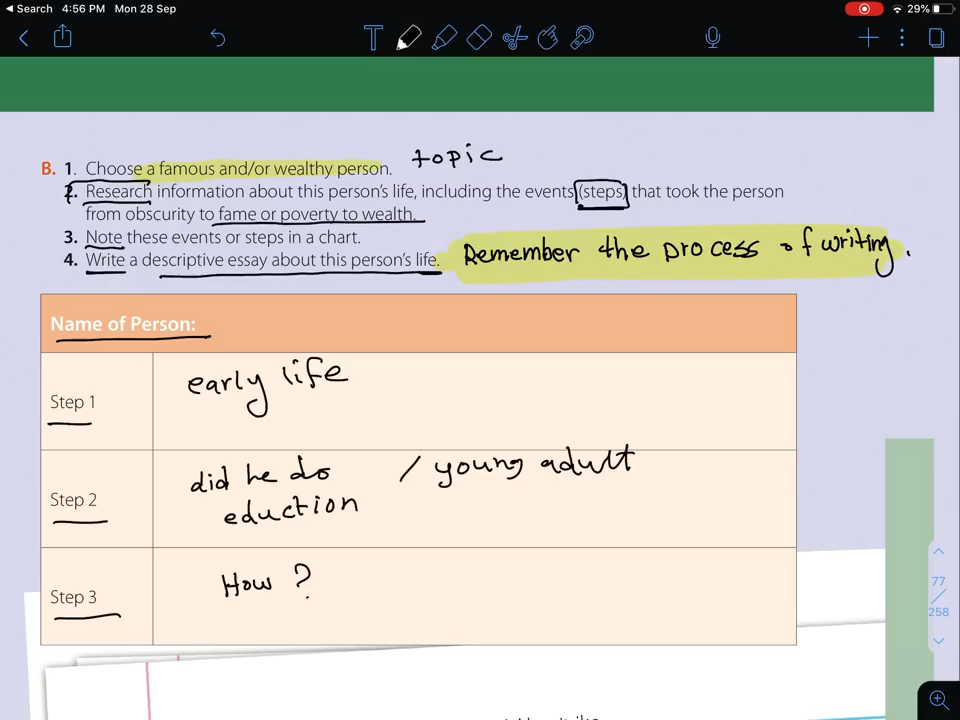 Search 4:56 PM Mon 28 Sep 29%
B. 1. Choose a famous and/or wealthy person. topic
2. Research information about this person's life, including the events (steps) that took the person
from obscurity to fame or poverty to wealth.
3. Note these events or steps in a chart.
4. Write a descriptive essay about this person's life. Remember the process of writing.
Name of Person:
Step 1 early life
Step 2 did he do / young adult
eduction
Step 3 How ?
77
/
258